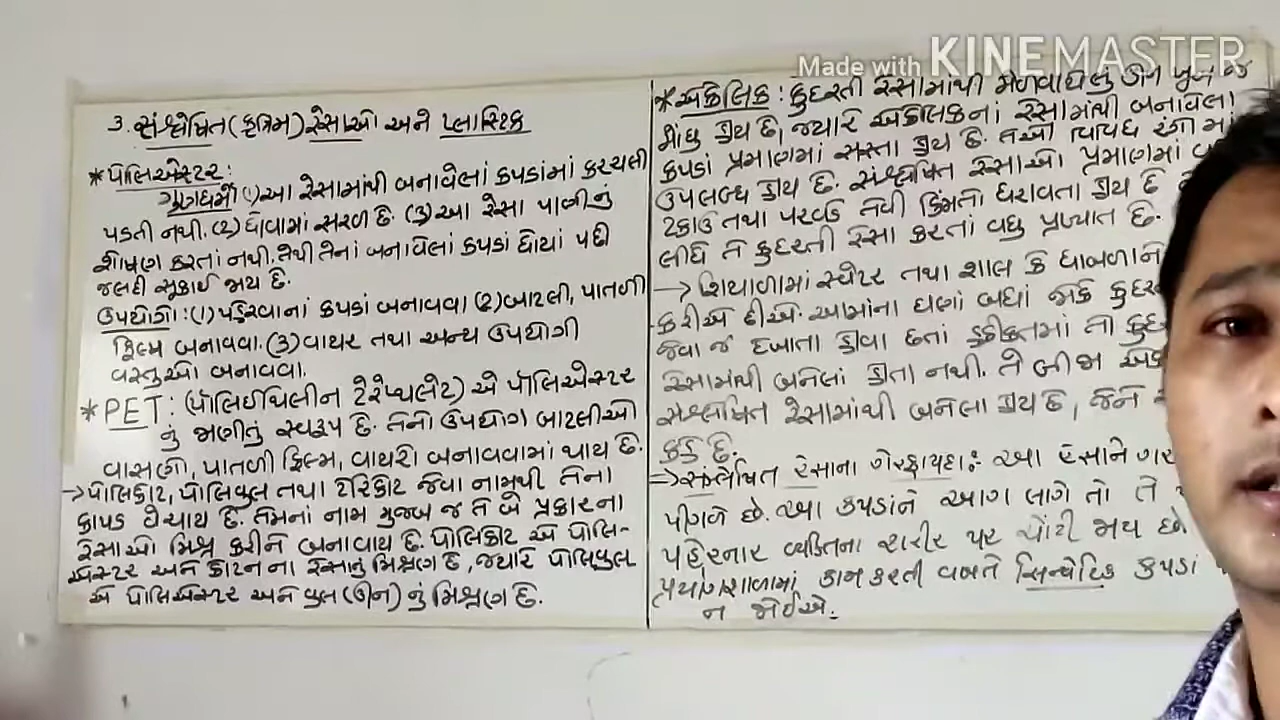 Made with KINEMASTER
3. સંશ્લેષિત(કૃત્રિમ) રેસાઓ અને પ્લાસ્ટિક
*પોલિએસ્ટર:
ગુણધર્મો (1) આ રેસામાંથી બનાવેલાં કપડાંમાં કરચલી
પડતી નથી. (2) ધોવામાં સરળ છે. (3) આ રેસા પાણીનું
શોષણ કરતાં નથી. તેથી તેનાં બનાવેલાં કપડાં ધોયાં પછી
જલદી સૂકાઈ જાય છે.
ઉપયોગો: (1) પહેરવાનાં કપડાં બનાવવા (2) બાટલી, પાતળી
ફિલ્મ બનાવવા. (3) વાયર તથા અન્ય ઉપયોગી
વસ્તુઓ બનાવવા.
*PET: (પૉલિઈથિલીન ટેરેપ્થલેટ) એ પૉલિએસ્ટર
નું જાણીતું સ્વરૂપ છે. તેનો ઉપયોગ બાટલીઓ
વાસણો, પાતળી ફિલ્મ, વાયરો બનાવવામાં થાય છે.
→ પોલિકોટ, પોલિવુલ તથા ટેરિકોટ જેવા નામથી તેના
કાપડ વેચાય છે. તેમનાં નામ મુજબ જ તે બે પ્રકારના
રેસાઓ મિશ્ર કરીને બનાવાય છે. પોલિકોટ એ પોલિ-
એસ્ટર અને કોટનના રેસાનું મિશ્રણ છે, જ્યારે પોલિવુલ
એ પોલિએસ્ટર અને વુલ (ઊન) નું મિશ્રણ છે.
*એક્રેલિક: કુદરતી રેસામાંથી મેળવાયેલું ઊન ખૂબ જ
મોંઘુ હોય છે, જ્યારે એક્રેલિકનાં રેસામાંથી બનાવેલા
કપડાં પ્રમાણમાં સસ્તા હોય છે. તેઓ વિવિધ રંગોમાં
ઉપલબ્ધ હોય છે. સંશ્લેષિત રેસાઓ પ્રમાણમાં
ટકાઉ તથા પરવડે તેવી કિંમતો ધરાવતા હોય છે
લીધે તે કુદરતી રેસા કરતાં વધુ પ્રખ્યાત છે.
→ શિયાળામાં સ્વેટર તથા શાલ કે ધાબળાનો
કરીએ છીએ. આમાંના ઘણાં બધાં જોકે
જેવા જ દેખાતા હોવા છતાં હકીકતમાં તો
રેસામાંથી બનેલાં હોતા નથી. તે બીજા
સંશ્લેષિત રેસામાંથી બનેલા હોય છે, જેને
કહે છે.
⇒ સંશ્લેષિત રેસાના ગેરફાયદા: આ રેસાને
પીગળે છે. આ કપડાંને આગ લાગે તો તે
પહેરનાર વ્યક્તિના શરીર પર ચોંટી જાય છે.
પ્રયોગશાળામાં કામ કરતી વખતે સિન્થેટિક કપડાં
ન જોઈએ.